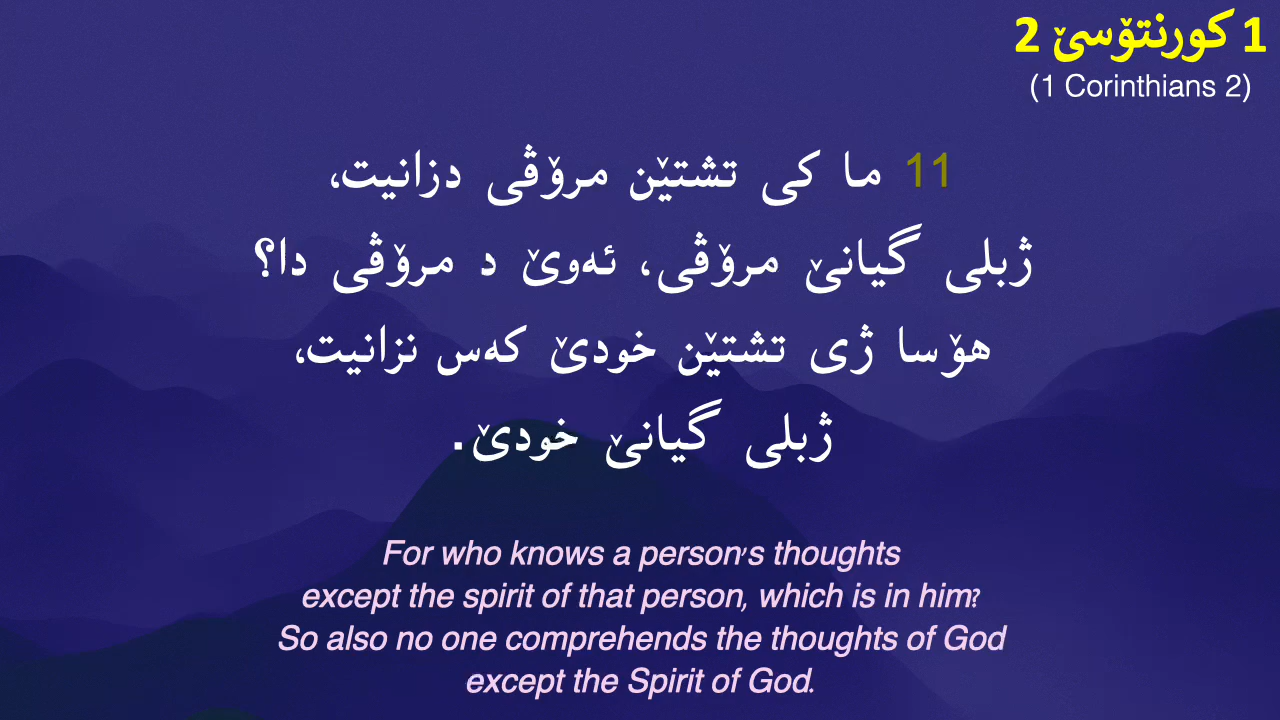 1 کورنتۆسێ 2
(1 Corinthians 2)
11 ما کی تشتێن مرۆڤی دزانیت،
ژبلی گیانێ مرۆڤی، ئەوێ د مرۆڤی دا؟
هۆسا ژی تشتێن خودێ کەس نزانیت،
ژبلی گیانێ خودێ.
For who knows a person's thoughts
except the spirit of that person, which is in him?
So also no one comprehends the thoughts of God
except the Spirit of God.